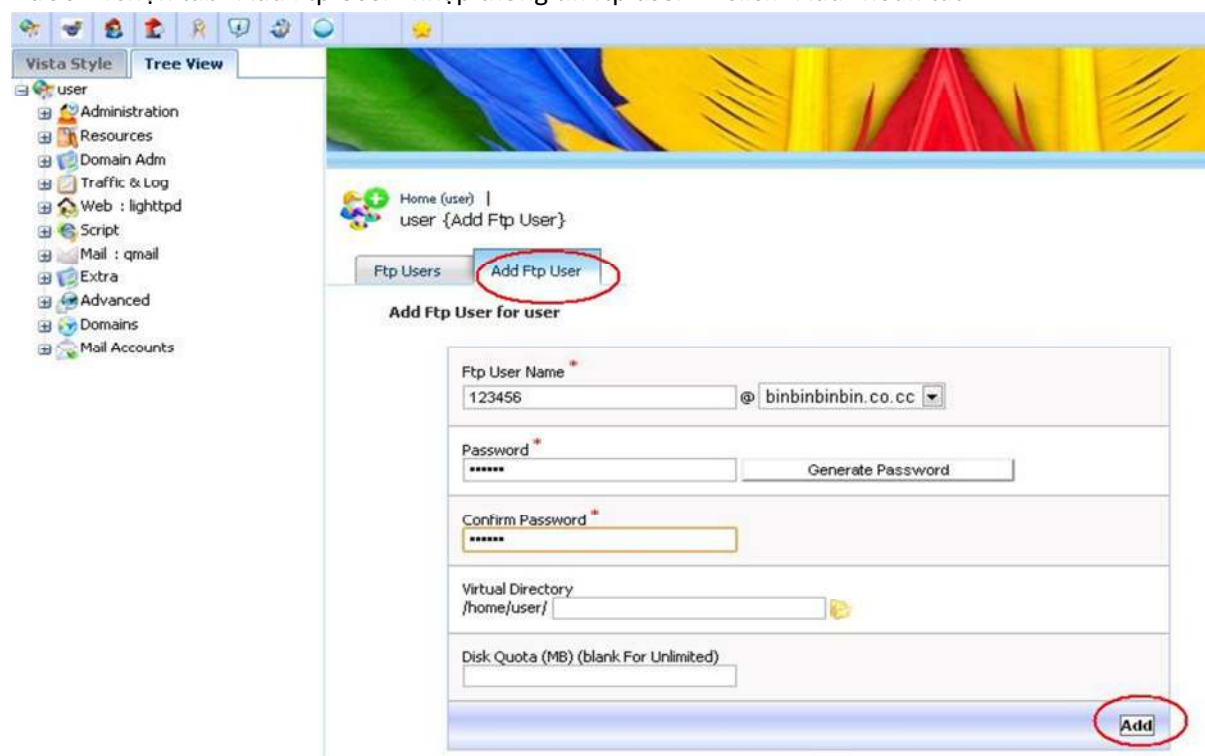 Vista Style Tree View
user
Administration
Resources
Domain Adm
Traffic & Log
Web : lighttpd
Script
Mail : qmail
Extra
Advanced
Domains
Mail Accounts
Home (user) |
user {Add Ftp User}
Ftp Users Add Ftp User
Add Ftp User for user
Ftp User Name *
123456 @ binbinbinbin.co.cc
Password *
•••••• Generate Password
Confirm Password *
••••••
Virtual Directory
/home/user/
Disk Quota (MB) (blank For Unlimited)
Add